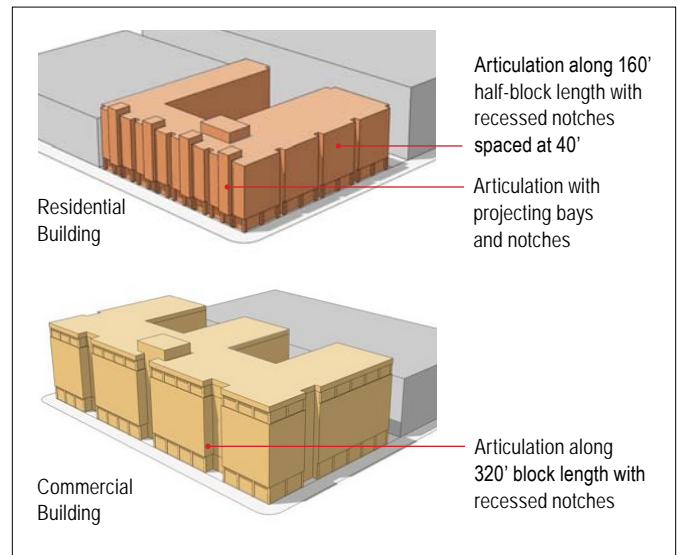 Articulation along 160’
half-block length with
recessed notches
spaced at 40’
Articulation with
projecting bays
and notches
Residential
Building
Articulation along
320’ block length with
recessed notches
Commercial
Building